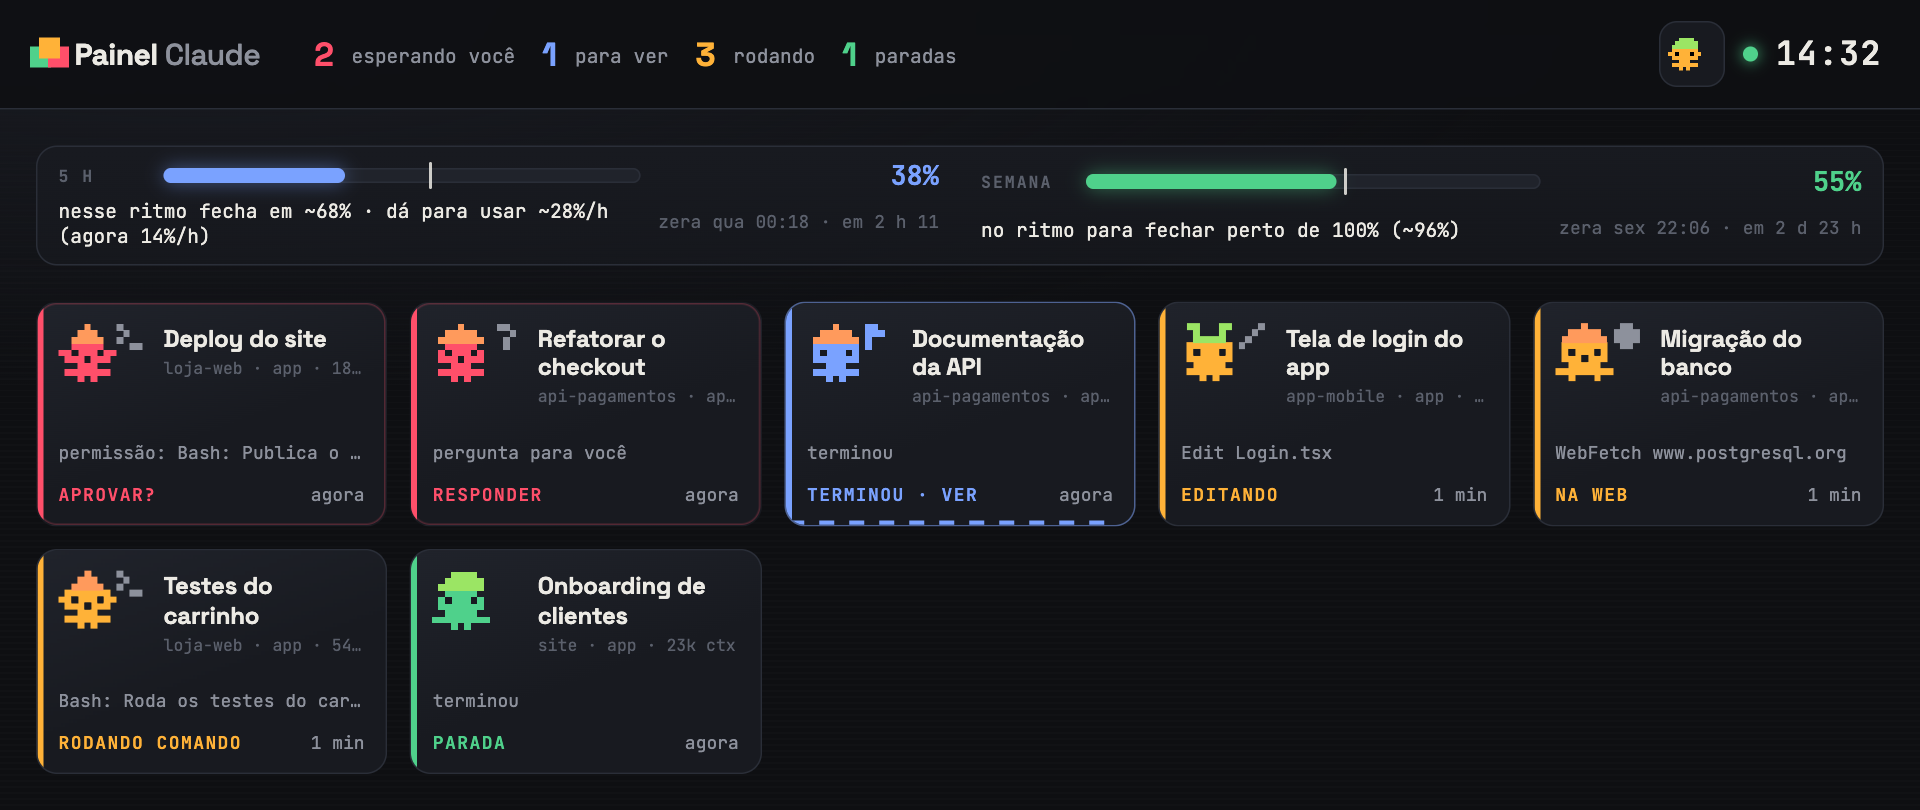 Painel Claude
2 esperando você 1 para ver 3 rodando 1 paradas
14:32
5 H
38%
nesse ritmo fecha em ~68% · dá para usar ~28%/h
(agora 14%/h)
zera qua 00:18 · em 2 h 11
SEMANA
55%
no ritmo para fechar perto de 100% (~96%)
zera sex 22:06 · em 2 d 23 h
Deploy do site
loja-web · app · 18…
permissão: Bash: Publica o …
APROVAR? agora
Refatorar o
checkout
api-pagamentos · ap…
pergunta para você
RESPONDER agora
Documentação
da API
api-pagamentos · ap…
terminou
TERMINOU · VER agora
Tela de login do
app
app-mobile · app · …
Edit Login.tsx
EDITANDO 1 min
Migração do
banco
api-pagamentos · ap…
WebFetch www.postgresql.org
NA WEB 1 min
Testes do
carrinho
loja-web · app · 54…
Bash: Roda os testes do car…
RODANDO COMANDO 1 min
Onboarding de
clientes
site · app · 23k ctx
terminou
PARADA agora